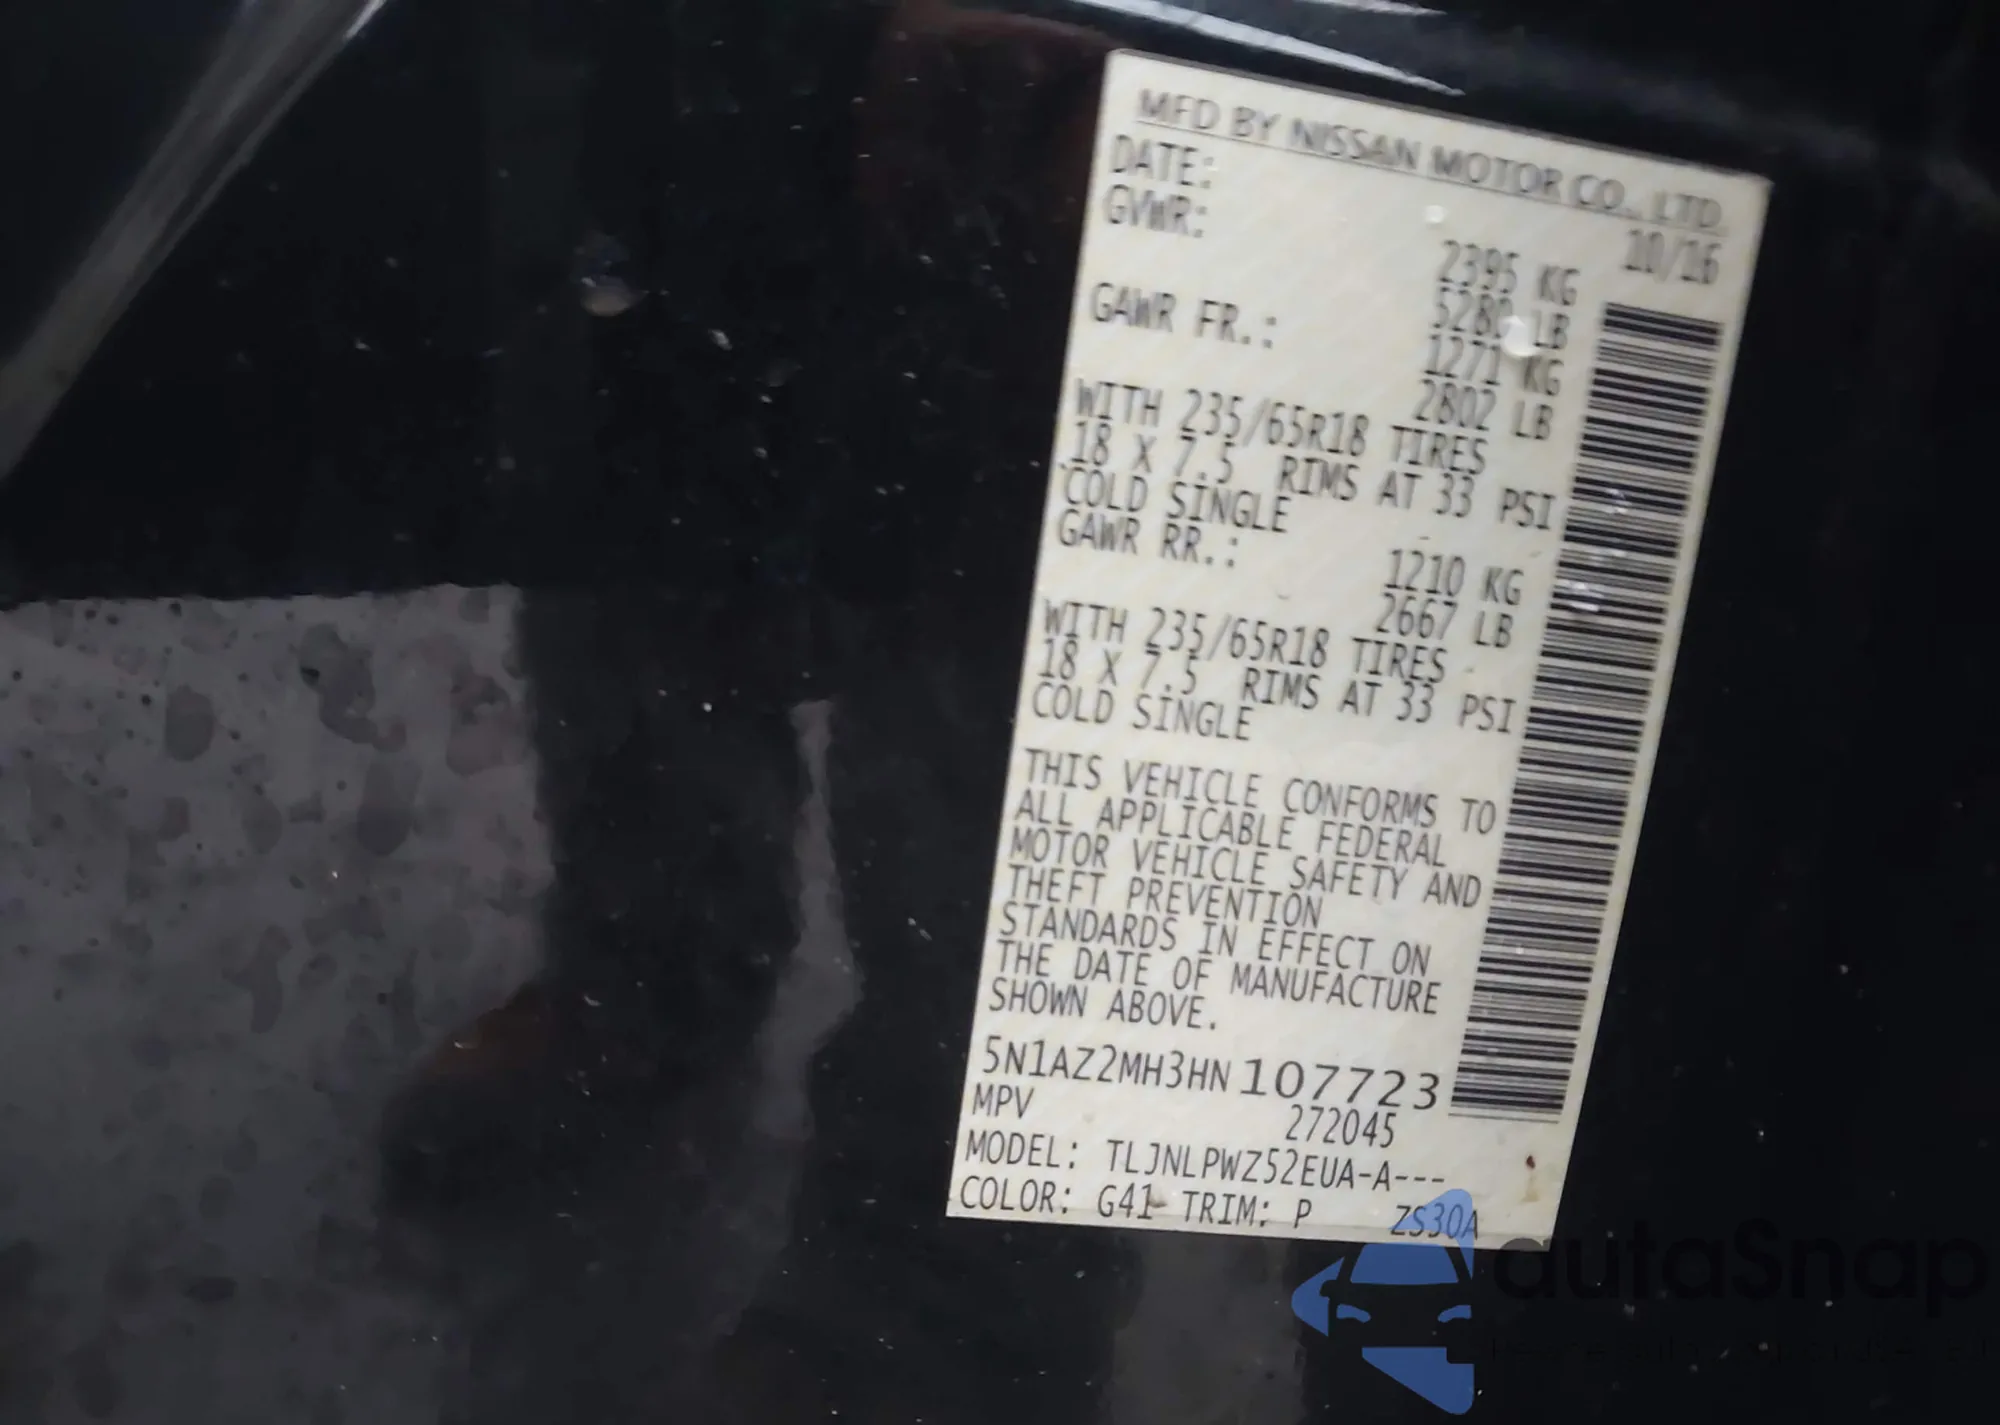 MFD BY NISSAN MOTOR CO., LTD.
DATE: 10/16
GVWR: 2395 KG
5280 LB
GAWR FR.: 1271 KG
2802 LB
WITH 235/65R18 TIRES
18 X 7.5 RIMS AT 33 PSI
COLD SINGLE
GAWR RR.: 1210 KG
2667 LB
WITH 235/65R18 TIRES
18 X 7.5 RIMS AT 33 PSI
COLD SINGLE
THIS VEHICLE CONFORMS TO
ALL APPLICABLE FEDERAL
MOTOR VEHICLE SAFETY AND
THEFT PREVENTION
STANDARDS IN EFFECT ON
THE DATE OF MANUFACTURE
SHOWN ABOVE.
5N1AZ2MH3HN107723
MPV 272045
MODEL: TLJNLPWZ52EUA-A---
COLOR: G41 TRIM: P ZS30A
autaSnap